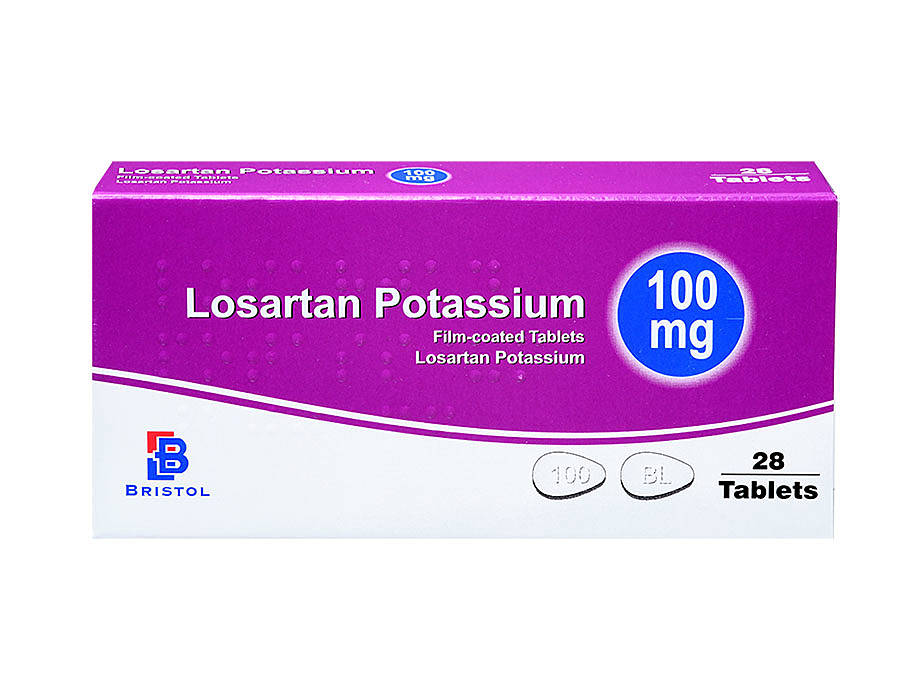 Losartan Potassium
Film-coated Tablets
Losartan Potassium
100
mg
28
Tablets
Losartan Potassium
Film-coated Tablets
Losartan Potassium
100
mg
BRISTOL
100
BL
28
Tablets